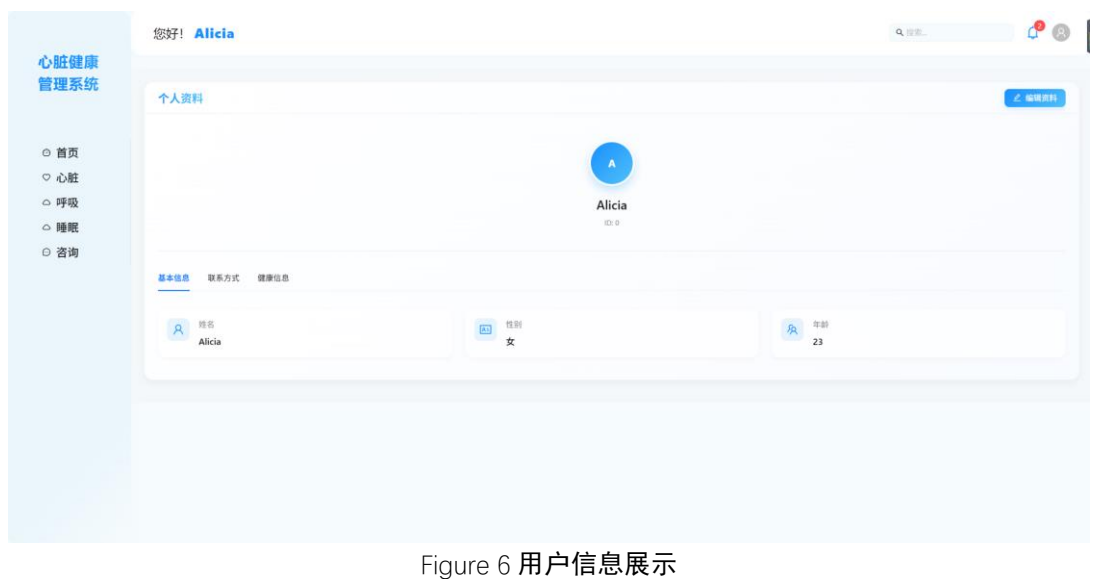 您好! Alicia
搜索...
2
心脏健康
管理系统
首页
心脏
呼吸
睡眠
咨询
个人资料
编辑资料
A
Alicia
ID: 0
基本信息 联系方式 健康信息
姓名
Alicia
性别
女
年龄
23
Figure 6 用户信息展示